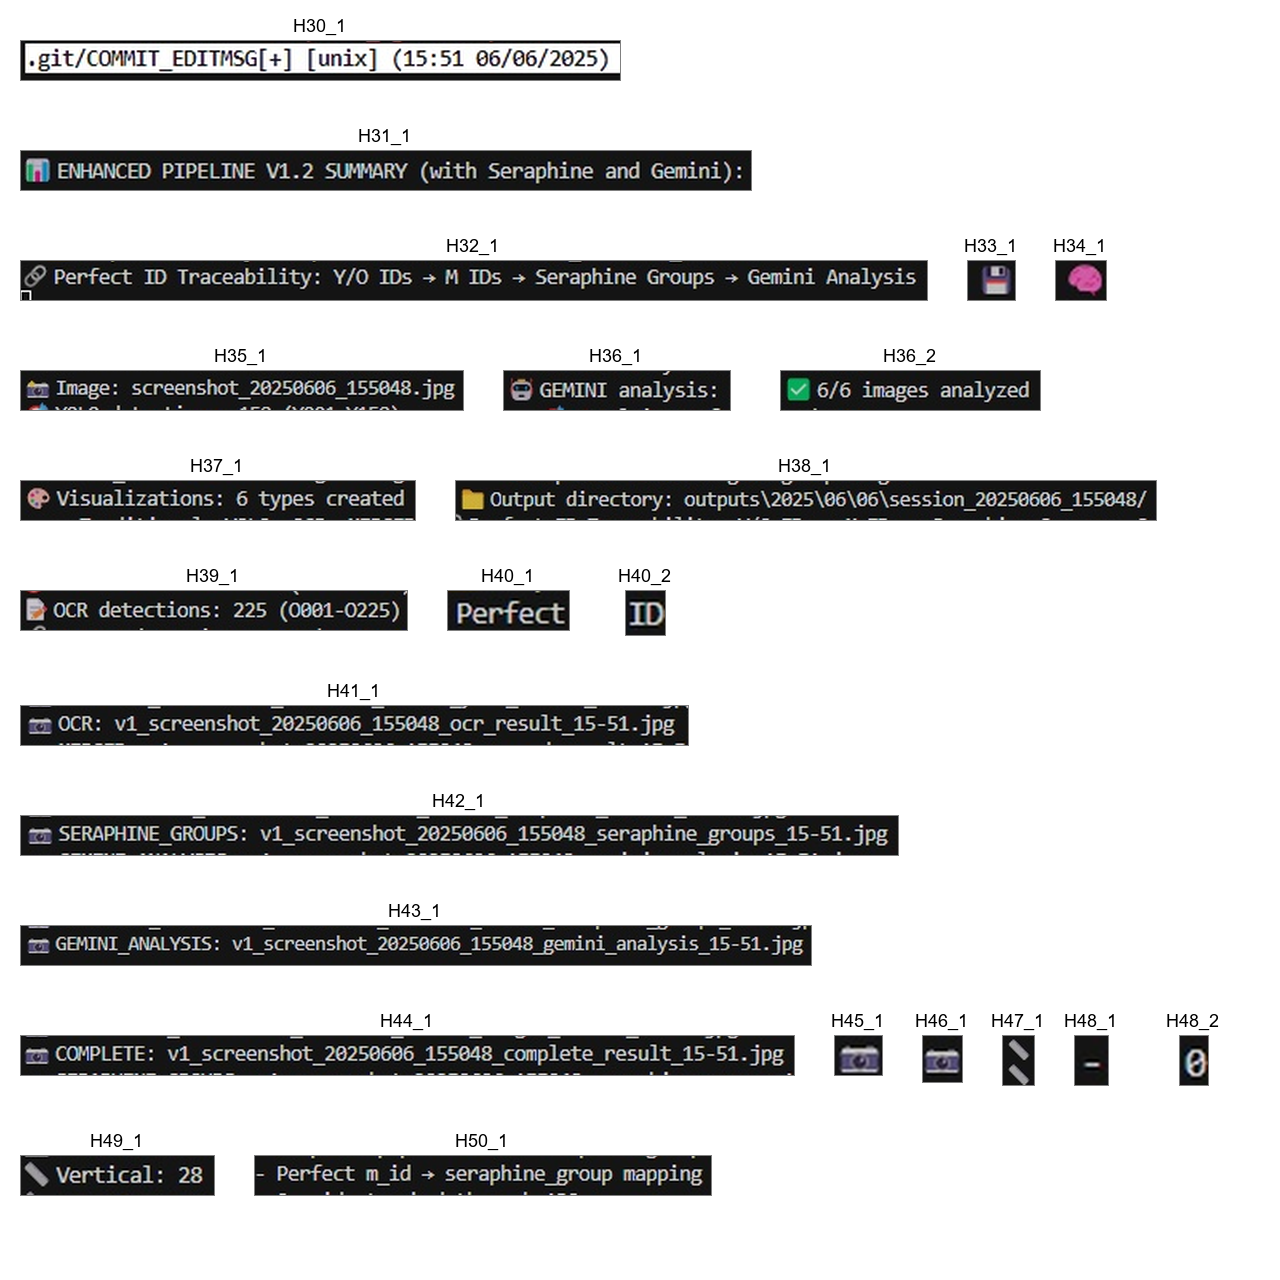 H30_1
.git/COMMIT_EDITMSG[+] [unix] (15:51 06/06/2025)
H31_1
ENHANCED PIPELINE V1.2 SUMMARY (with Seraphine and Gemini):
H32_1 H33_1 H34_1
Perfect ID Traceability: Y/O IDs → M IDs → Seraphine Groups → Gemini Analysis
H35_1 H36_1 H36_2
Image: screenshot_20250606_155048.jpg GEMINI analysis: 6/6 images analyzed
H37_1 H38_1
Visualizations: 6 types created Output directory: outputs\2025\06\06\session_20250606_155048/
H39_1 H40_1 H40_2
OCR detections: 225 (O001-O225) Perfect ID
H41_1
OCR: v1_screenshot_20250606_155048_ocr_result_15-51.jpg
H42_1
SERAPHINE_GROUPS: v1_screenshot_20250606_155048_seraphine_groups_15-51.jpg
H43_1
GEMINI_ANALYSIS: v1_screenshot_20250606_155048_gemini_analysis_15-51.jpg
H44_1 H45_1 H46_1 H47_1 H48_1 H48_2
COMPLETE: v1_screenshot_20250606_155048_complete_result_15-51.jpg - 0
H49_1 H50_1
Vertical: 28 - Perfect m_id → seraphine_group mapping